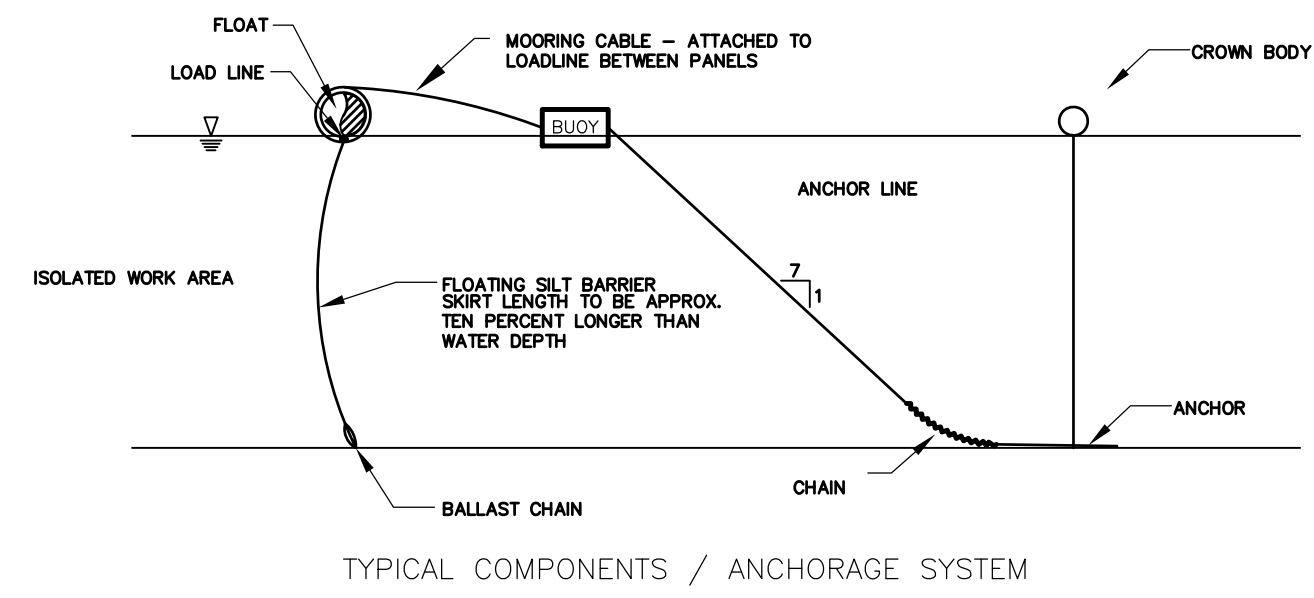 FLOAT
MOORING CABLE – ATTACHED TO
LOADLINE BETWEEN PANELS
CROWN BODY
LOAD LINE
BUOY
ANCHOR LINE
7
1
ISOLATED WORK AREA
FLOATING SILT BARRIER
SKIRT LENGTH TO BE APPROX.
TEN PERCENT LONGER THAN
WATER DEPTH
ANCHOR
CHAIN
BALLAST CHAIN
TYPICAL COMPONENTS / ANCHORAGE SYSTEM